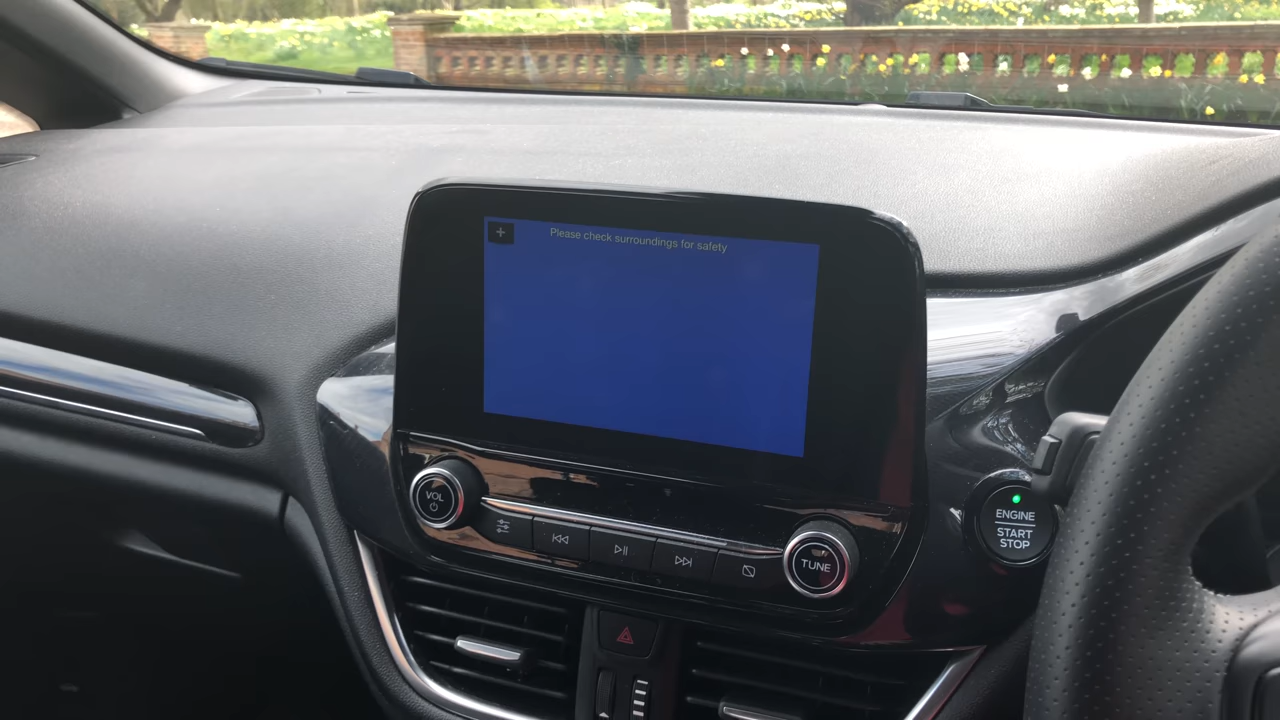 Please check surroundings for safety
VOL
TUNE
ENGINE
START
STOP